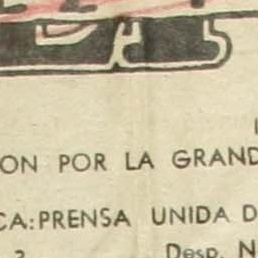 ON POR LA GRAND
CA: PRENSA UNIDA D
Desp. N